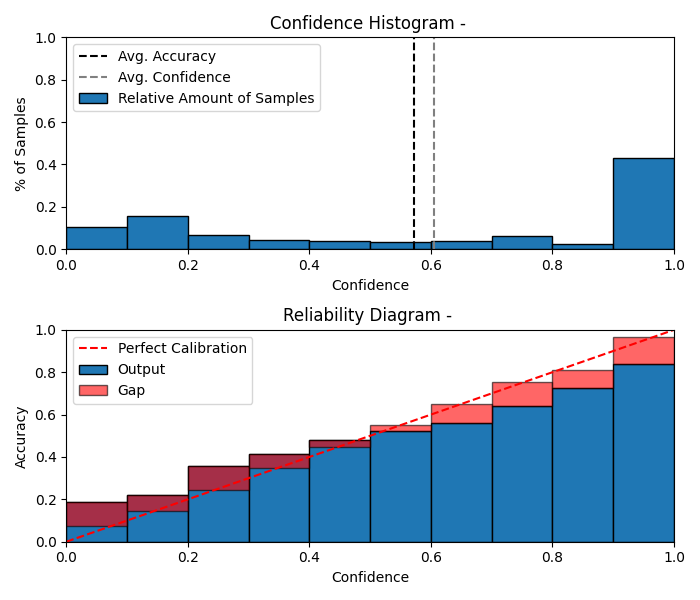 Confidence Histogram -
1.0
0.8
0.6
0.4
0.2
0.0
% of Samples
Avg. Accuracy
Avg. Confidence
Relative Amount of Samples
0.0 0.2 0.4 0.6 0.8 1.0
Confidence
Reliability Diagram -
1.0
0.8
0.6
0.4
0.2
0.0
Accuracy
Perfect Calibration
Output
Gap
0.0 0.2 0.4 0.6 0.8 1.0
Confidence